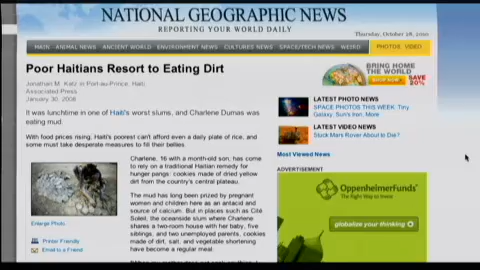 NATIONAL GEOGRAPHIC NEWS
REPORTING YOUR WORLD DAILY
Thursday, October 28, 2010
MAIN ANIMAL NEWS ANCIENT WORLD ENVIRONMENT NEWS CULTURES NEWS SPACE/TECH NEWS WEIRD PHOTOS VIDEO
Poor Haitians Resort to Eating Dirt
Jonathan M. Katz in Port-au-Prince, Haiti
Associated Press
January 30, 2008
It was lunchtime in one of Haiti's worst slums, and Charlene Dumas was
eating mud.
With food prices rising, Haiti's poorest can't afford even a daily plate of rice, and
some must take desperate measures to fill their bellies.
Charlene, 16 with a month-old son, has come
to rely on a traditional Haitian remedy for
hunger pangs: cookies made of dried yellow
dirt from the country's central plateau.
The mud has long been prized by pregnant
women and children here as an antacid and
source of calcium. But in places such as Cité
Soleil, the oceanside slum where Charlene
shares a two-room house with her baby, five
siblings, and two unemployed parents, cookies
made of dirt, salt, and vegetable shortening
have become a regular meal.
Enlarge Photo
Printer Friendly
Email to a Friend
BRING HOME
THE WORLD
SHOP NOW
SAVE
20%
LATEST PHOTO NEWS
SPACE PHOTOS THIS WEEK: Tiny
Galaxy, Sun's Iron, More
LATEST VIDEO NEWS
Stuck Mars Rover About to Die?
Most Viewed News
ADVERTISEMENT
OppenheimerFunds
The Right Way to Invest
globalize your thinking